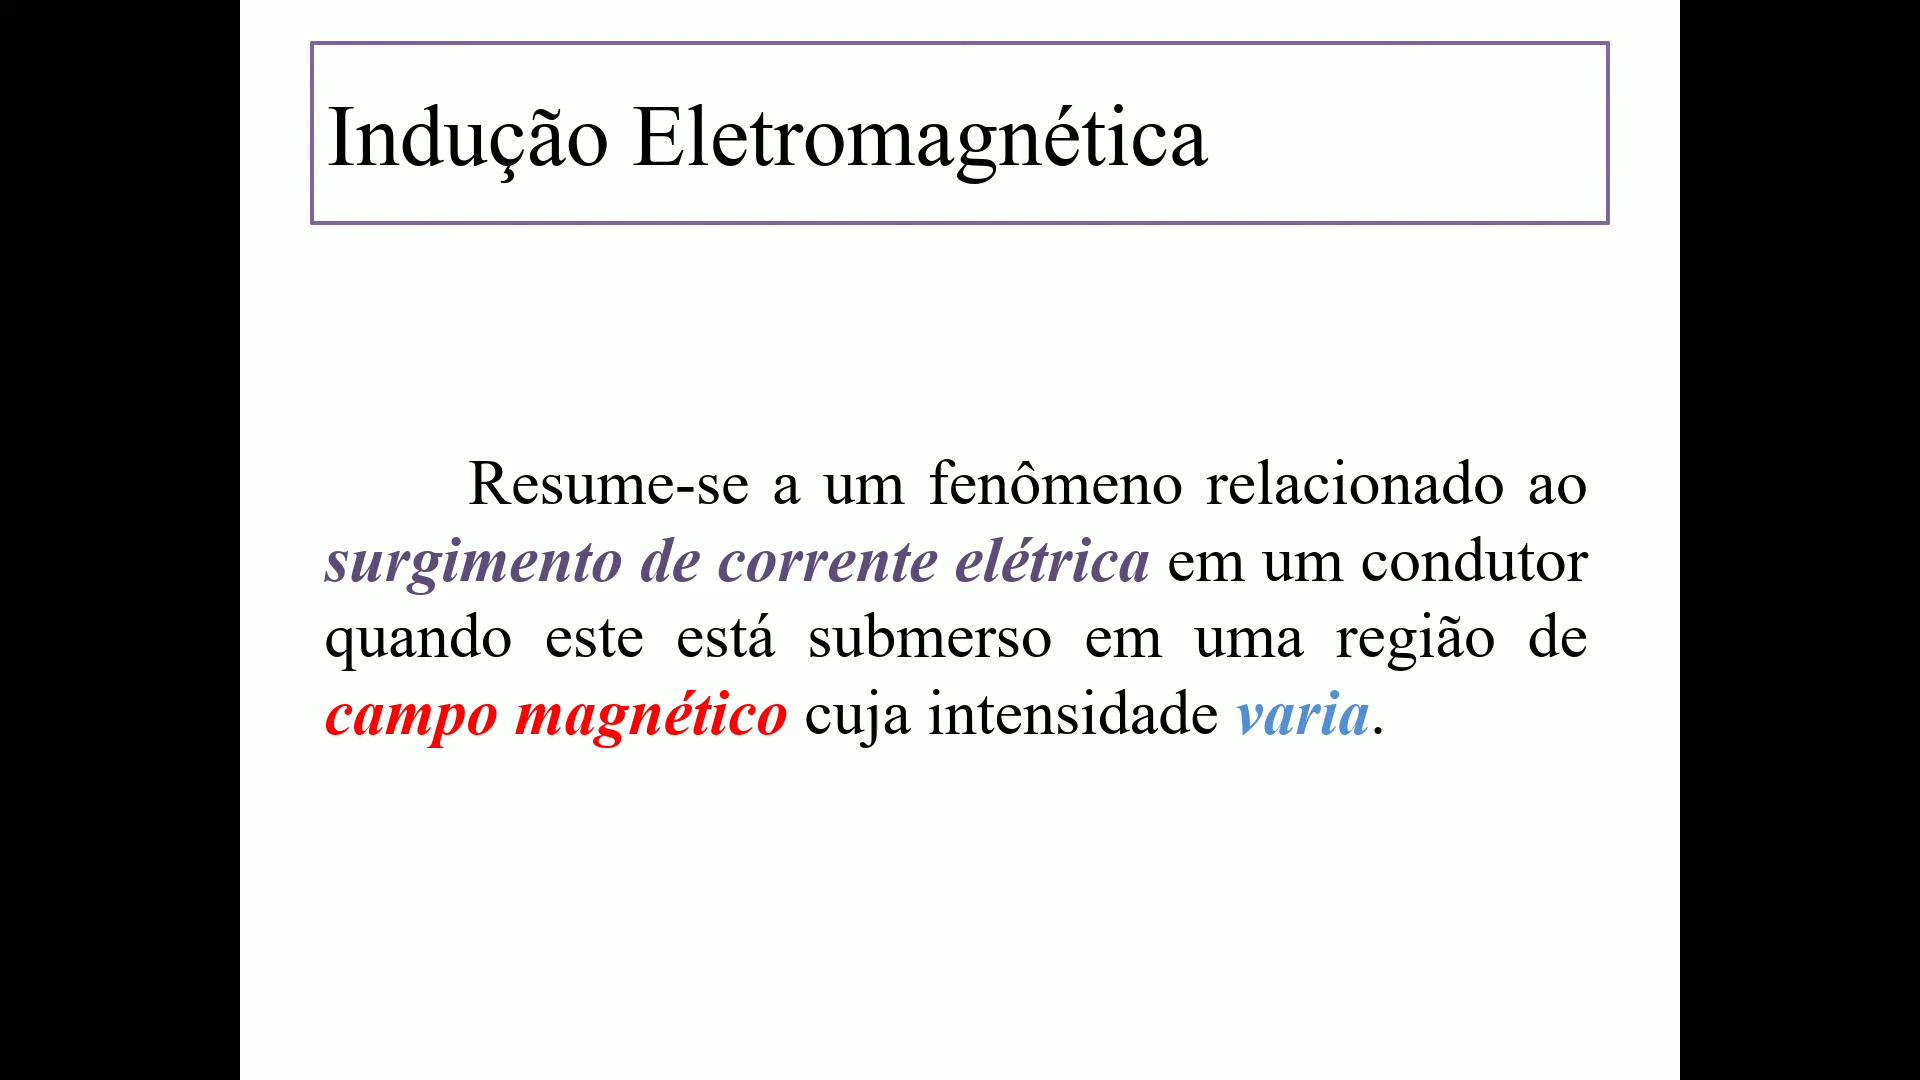 Indução Eletromagnética
Resume-se a um fenômeno relacionado ao
surgimento de corrente elétrica em um condutor
quando este está submerso em uma região de
campo magnético cuja intensidade varia.